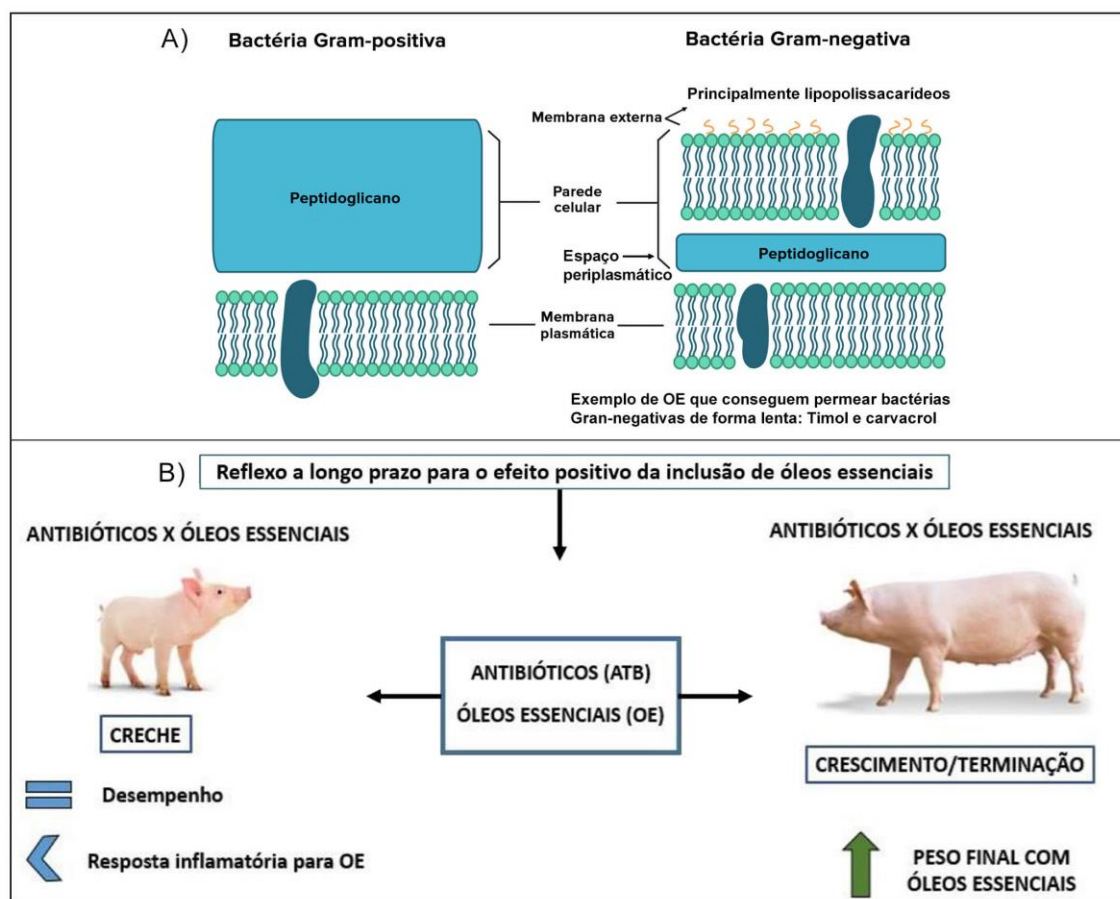 A)
Bactéria Gram-positiva
Bactéria Gram-negativa
Principalmente lipopolissacarídeos
Membrana externa
Peptidoglicano
Parede
celular
Espaço
periplasmático
Peptidoglicano
Membrana
plasmática
Exemplo de OE que conseguem permear bactérias
Gran-negativas de forma lenta: Timol e carvacrol
B)
Reflexo a longo prazo para o efeito positivo da inclusão de óleos essenciais
ANTIBIÓTICOS X ÓLEOS ESSENCIAIS
ANTIBIÓTICOS X ÓLEOS ESSENCIAIS
ANTIBIÓTICOS (ATB)
ÓLEOS ESSENCIAIS (OE)
CRECHE
CRESCIMENTO/TERMINAÇÃO
Desempenho
Resposta inflamatória para OE
PESO FINAL COM
ÓLEOS ESSENCIAIS